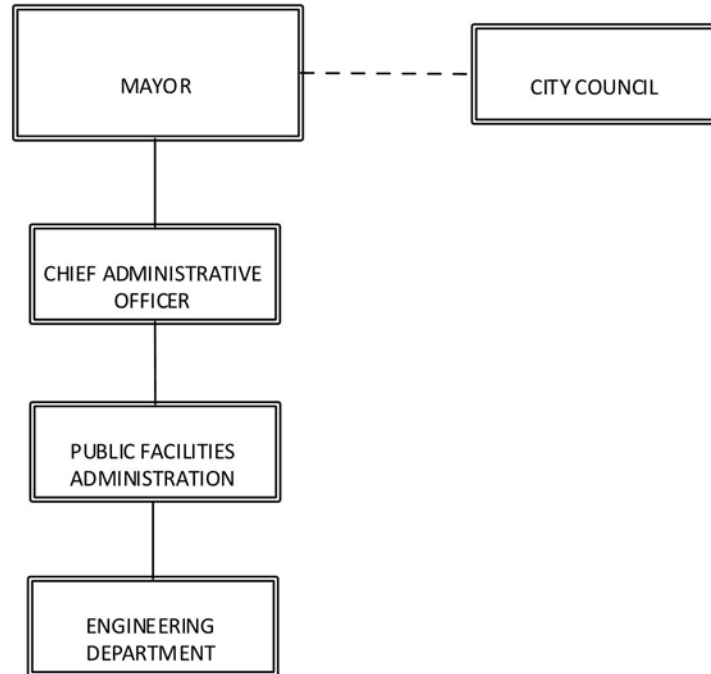 MAYOR
CITY COUNCIL
CHIEF ADMINISTRATIVE
OFFICER
PUBLIC FACILITIES
ADMINISTRATION
ENGINEERING
DEPARTMENT